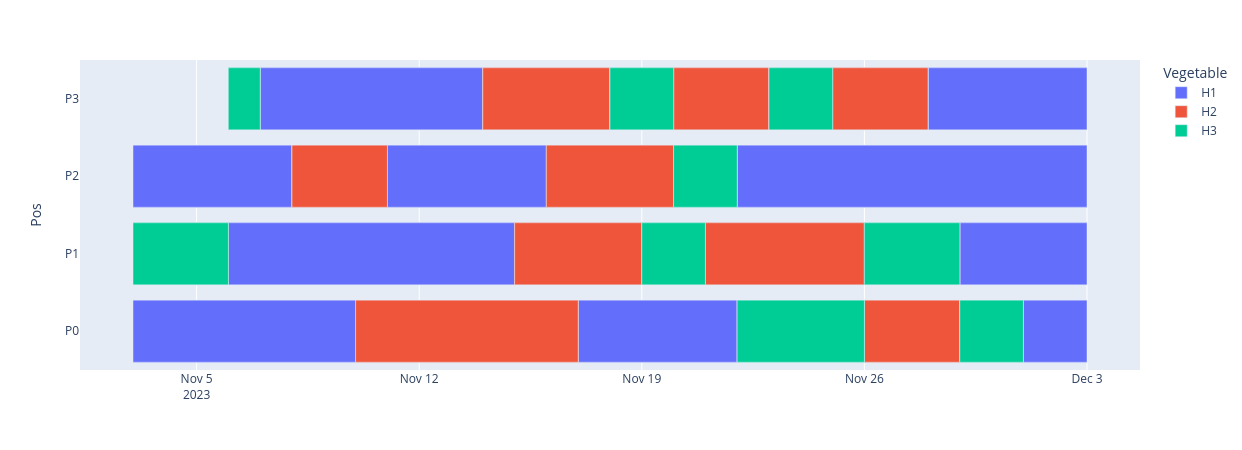 Vegetable
H1
H2
H3
Pos
P3
P2
P1
P0
Nov 5
2023
Nov 12
Nov 19
Nov 26
Dec 3